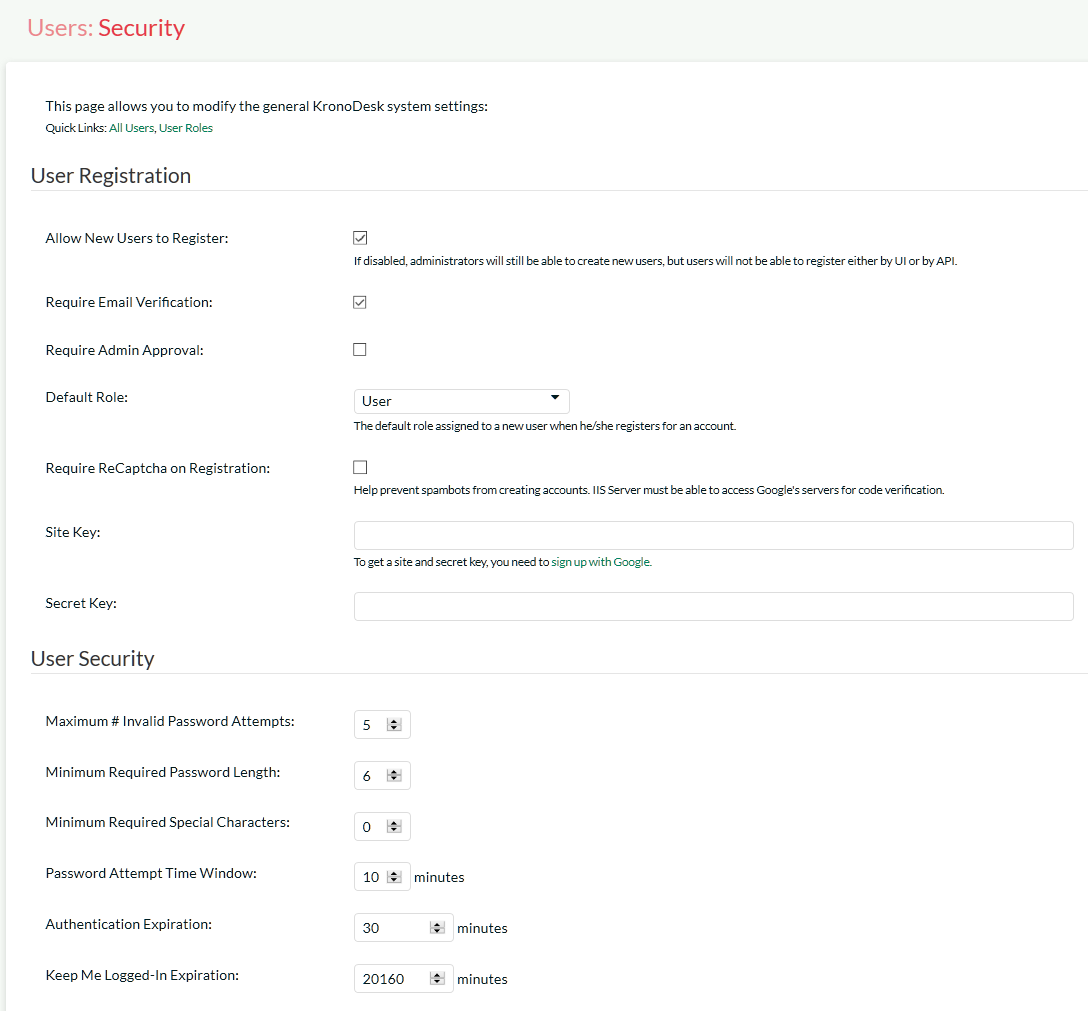 Users: Security
This page allows you to modify the general KronoDesk system settings:
Quick Links: All Users, User Roles
User Registration
Allow New Users to Register:
If disabled, administrators will still be able to create new users, but users will not be able to register either by UI or by API.
Require Email Verification:
Require Admin Approval:
Default Role:
User
The default role assigned to a new user when he/she registers for an account.
Require ReCaptcha on Registration:
Help prevent spambots from creating accounts. IIS Server must be able to access Google's servers for code verification.
Site Key:
To get a site and secret key, you need to sign up with Google.
Secret Key:
User Security
Maximum # Invalid Password Attempts: 5
Minimum Required Password Length: 6
Minimum Required Special Characters: 0
Password Attempt Time Window: 10 minutes
Authentication Expiration: 30 minutes
Keep Me Logged-In Expiration: 20160 minutes